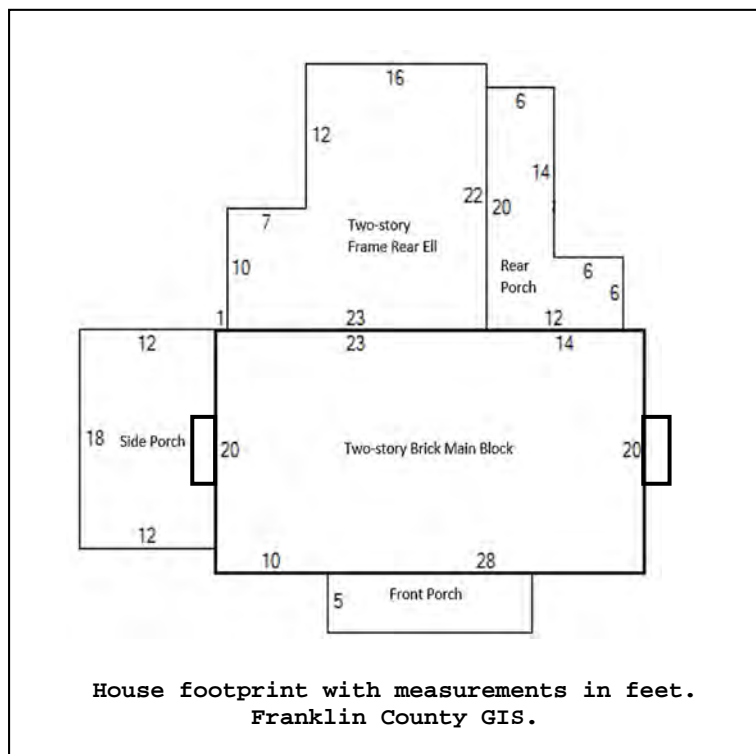 16
6
12
14
22
20
7
Two-story
Frame Rear Ell
10
Rear
Porch
6
6
1
23
12
12
23
14
18
Side Porch
20
Two-story Brick Main Block
20
12
10
28
5
Front Porch
House footprint with measurements in feet.
Franklin County GIS.